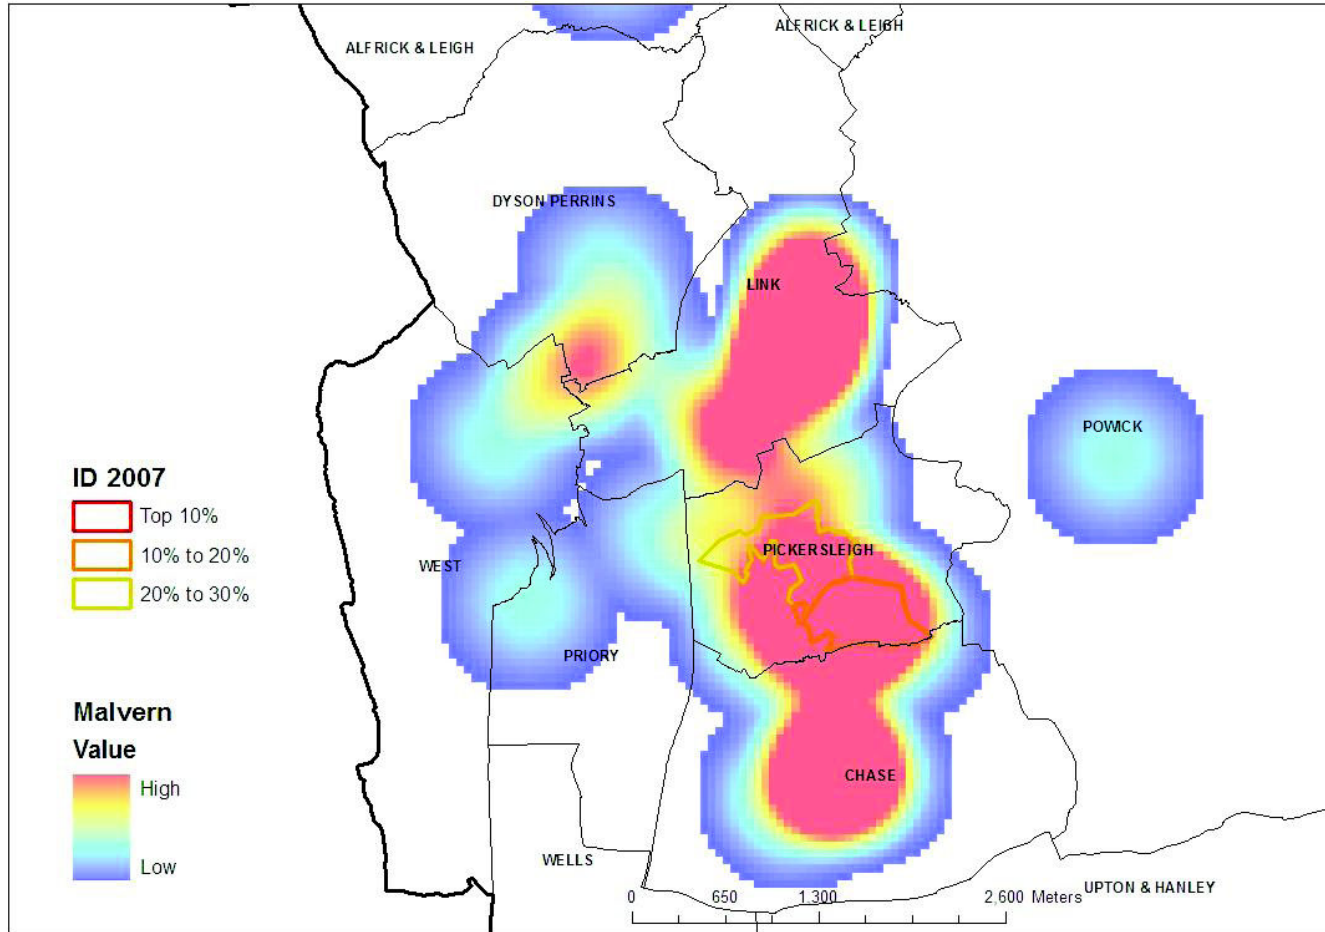 ALFRICK & LEIGH
ALFRICK & LEIGH
DYSON PERRINS
LINK
POWICK
ID 2007
Top 10%
10% to 20%
20% to 30%
PICKERSLEIGH
WEST
PRIORY
Malvern
Value
High
Low
CHASE
WELLS
UPTON & HANLEY
0 650 1,300 2,600 Meters